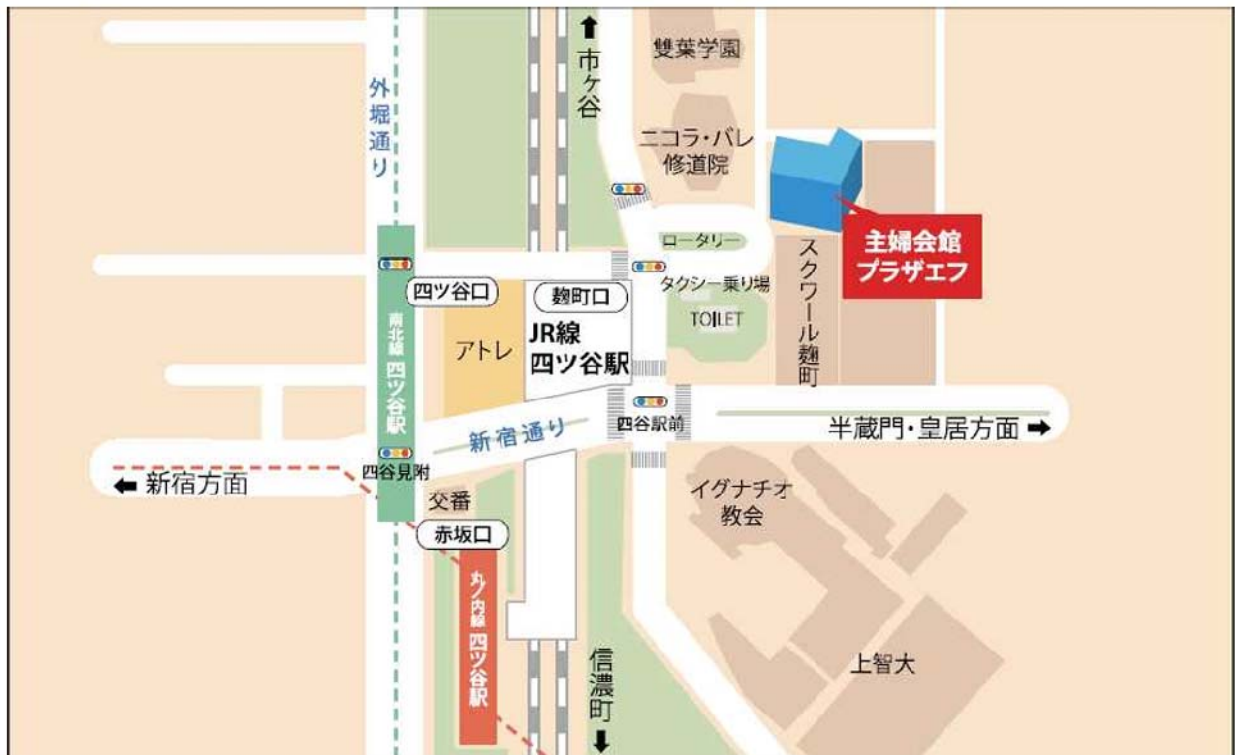 市ヶ谷
雙葉学園
外堀通り
ニコラ・バレ
修道院
主婦会館
プラザエフ
ロータリー
タクシー乗り場
TOILET
スクワール麹町
四ツ谷口
麹町口
JR線
四ツ谷駅
アトレ
南北線 四ツ谷駅
新宿通り
四谷駅前
半蔵門・皇居方面
四谷見附
新宿方面
交番
赤坂口
イグナチオ
教会
丸ノ内線 四ツ谷駅
上智大
信濃町